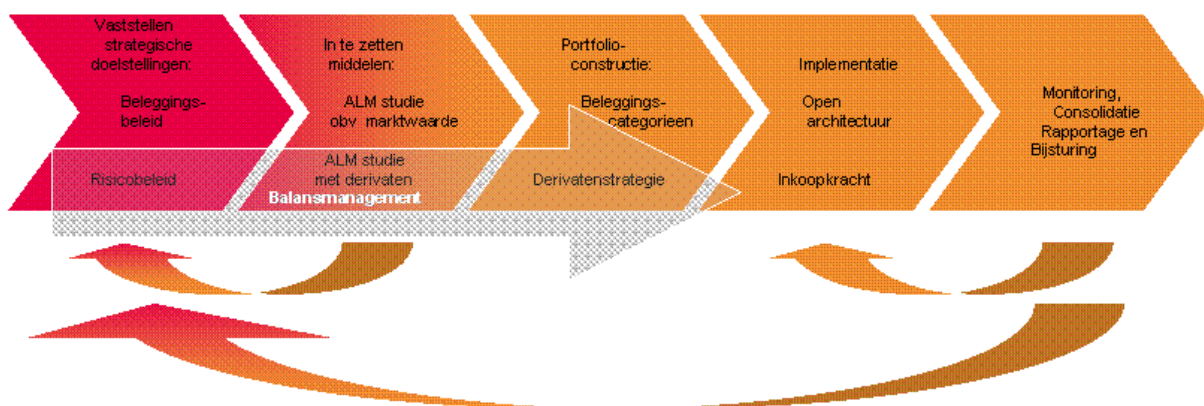 Vaststellen
strategische
doelstellingen:
Beleggings-
beleid
Risicobeleid
In te zetten
middelen:
ALM studie
obv marktwaarde
ALM studie
met derivaten
Balansmanagement
Portfolio-
constructie:
Beleggings-
categorieen
Derivatenstrategie
Implementatie
Open
architectuur
Inkoopkracht
Monitoring,
Consolidatie
Rapportage en
Bijsturing